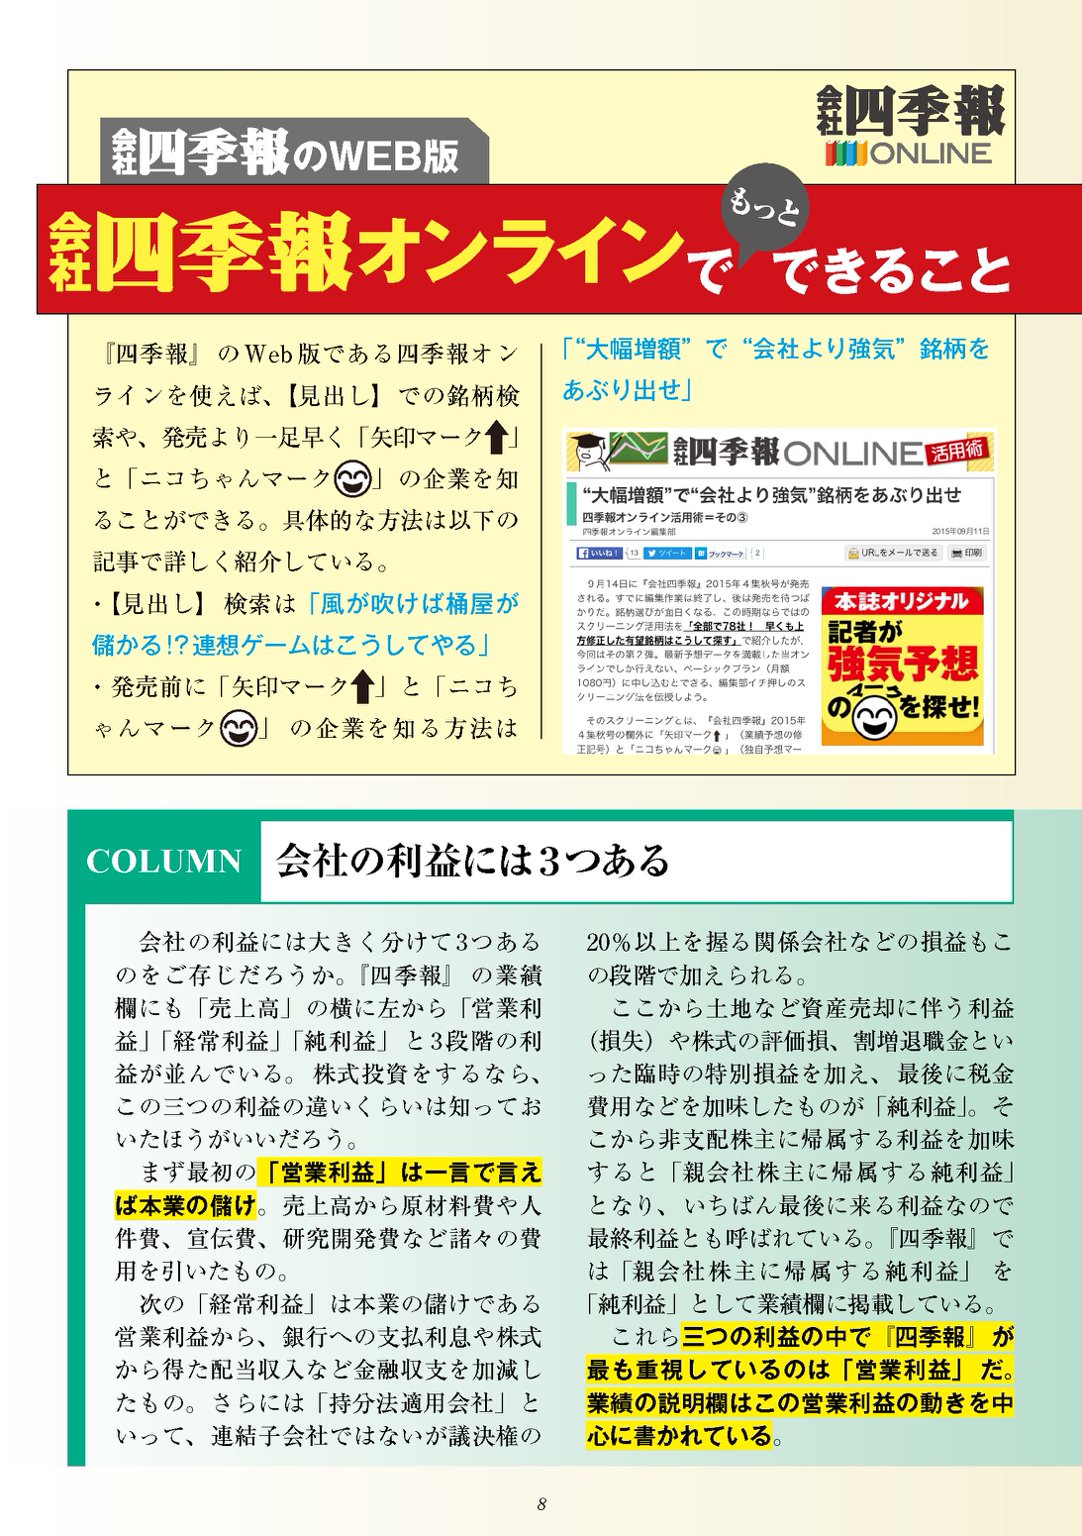 会社四季報
ONLINE
会社四季報のWEB版
会社四季報オンラインでもっとできること
『四季報』のWeb版である四季報オン
ラインを使えば、【見出し】での銘柄検
索や、発売より一足早く「矢印マーク⬆」
と「ニコちゃんマーク」の企業を知
ることができる。具体的な方法は以下の
記事で詳しく紹介している。
・【見出し】検索は「風が吹けば桶屋が
儲かる!?連想ゲームはこうしてやる」
・発売前に「矢印マーク⬆」と「ニコち
ゃんマーク」の企業を知る方法は
「“大幅増額”で“会社より強気”銘柄を
あぶり出せ」
会社四季報ONLINE 活用術
“大幅増額”で“会社より強気”銘柄をあぶり出せ
四季報オンライン活用術＝その③
四季報オンライン編集部 2015年09月11日
いいね! 13 ツイート ブックマーク 2 URLをメールで送る 印刷
９月14日に『会社四季報』2015年４集秋号が発売
される。すでに編集作業は終了し、後は発売を待つば
かりだ。銘柄選びが面白くなる、この時期ならではの
スクリーニング活用法を「全部で78社！　早くも上
方修正した有望銘柄はこうして探す」で紹介したが、
今回はその第２弾。最新予想データを満載した当オン
ラインでしか行えない、ベーシックプラン（月額
1080円）に申し込むとできる、編集部イチ押しのス
クリーニング法を伝授しよう。
そのスクリーニングとは、『会社四季報』2015年
４集秋号の欄外に「矢印マーク⬆」（業績予想の修
正記号）と「ニコちゃんマーク」（独自予想マー
本誌オリジナル
記者が
強気予想
のマークを探せ!
COLUMN 会社の利益には３つある
会社の利益には大きく分けて３つある
のをご存じだろうか。『四季報』の業績
欄にも「売上高」の横に左から「営業利
益」「経常利益」「純利益」と３段階の利
益が並んでいる。株式投資をするなら、
この三つの利益の違いくらいは知ってお
いたほうがいいだろう。
まず最初の「営業利益」は一言で言え
ば本業の儲け。売上高から原材料費や人
件費、宣伝費、研究開発費など諸々の費
用を引いたもの。
次の「経常利益」は本業の儲けである
営業利益から、銀行への支払利息や株式
から得た配当収入など金融収支を加減し
たもの。さらには「持分法適用会社」と
いって、連結子会社ではないが議決権の
20％以上を握る関係会社などの損益もこ
の段階で加えられる。
ここから土地など資産売却に伴う利益
（損失）や株式の評価損、割増退職金とい
った臨時の特別損益を加え、最後に税金
費用などを加味したものが「純利益」。そ
こから非支配株主に帰属する利益を加味
すると「親会社株主に帰属する純利益」
となり、いちばん最後に来る利益なので
最終利益とも呼ばれている。『四季報』で
は「親会社株主に帰属する純利益」を
「純利益」として業績欄に掲載している。
これら三つの利益の中で『四季報』が
最も重視しているのは「営業利益」だ。
業績の説明欄はこの営業利益の動きを中
心に書かれている。
8